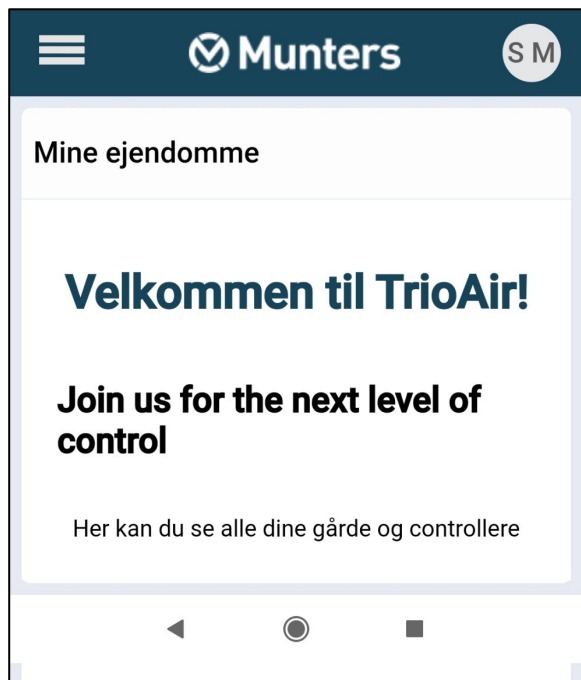 Munters
S M
Mine ejendomme
Velkommen til TrioAir!
Join us for the next level of
control
Her kan du se alle dine gårde og controllere